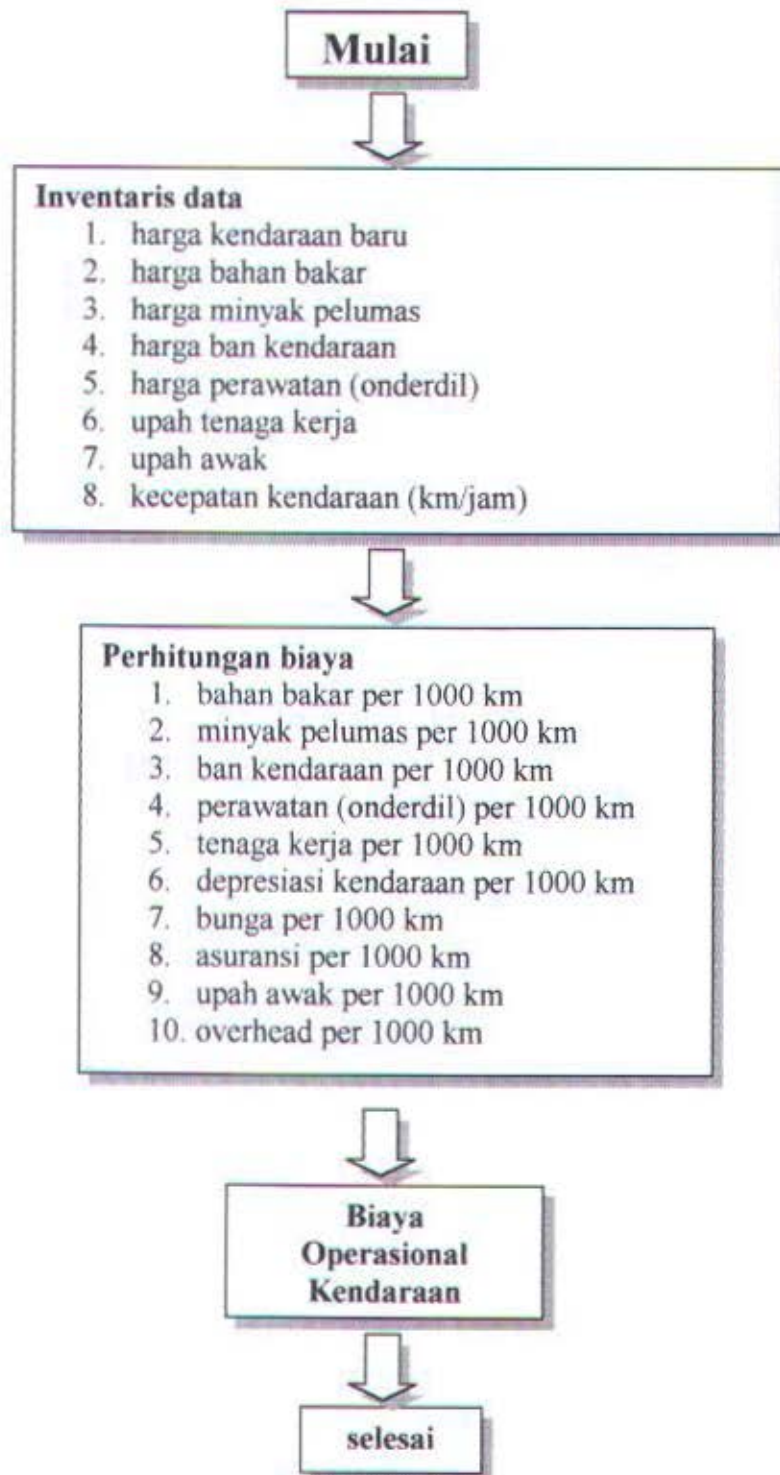 Mulai
Inventaris data
1. harga kendaraan baru
2. harga bahan bakar
3. harga minyak pelumas
4. harga ban kendaraan
5. harga perawatan (onderdil)
6. upah tenaga kerja
7. upah awak
8. kecepatan kendaraan (km/jam)
Perhitungan biaya
1. bahan bakar per 1000 km
2. minyak pelumas per 1000 km
3. ban kendaraan per 1000 km
4. perawatan (onderdil) per 1000 km
5. tenaga kerja per 1000 km
6. depresiasi kendaraan per 1000 km
7. bunga per 1000 km
8. asuransi per 1000 km
9. upah awak per 1000 km
10. overhead per 1000 km
Biaya
Operasional
Kendaraan
selesai